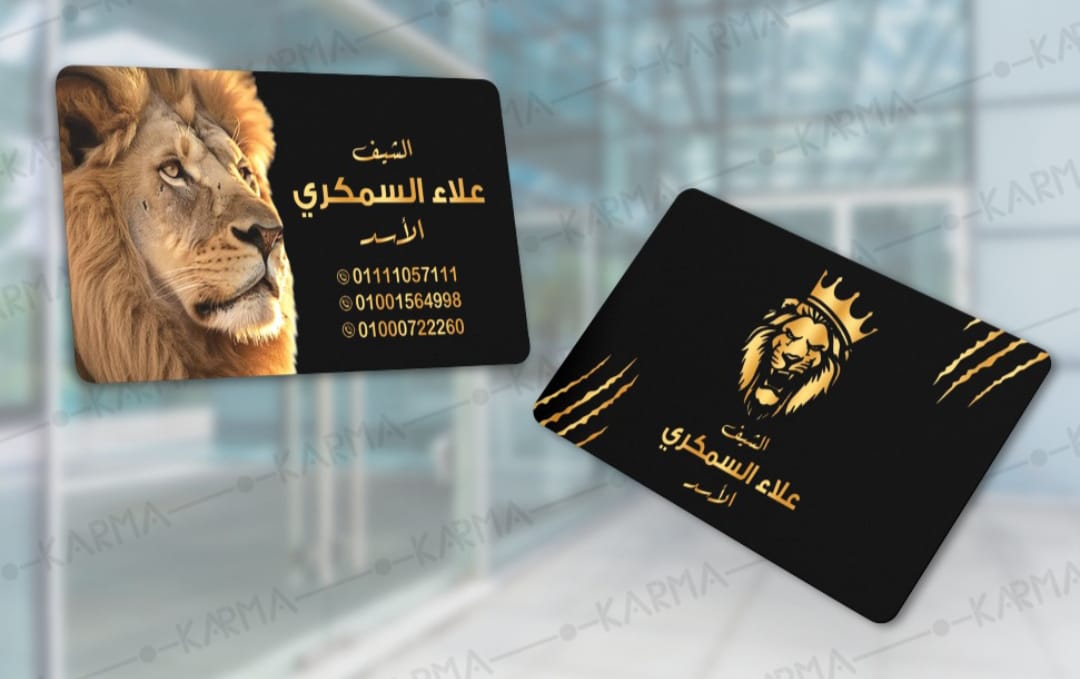 الشيف
علاء السمكري
الأسد
01111057111
01001564998
01000722260
الشيف
علاء السمكري
الأسد
KARMA